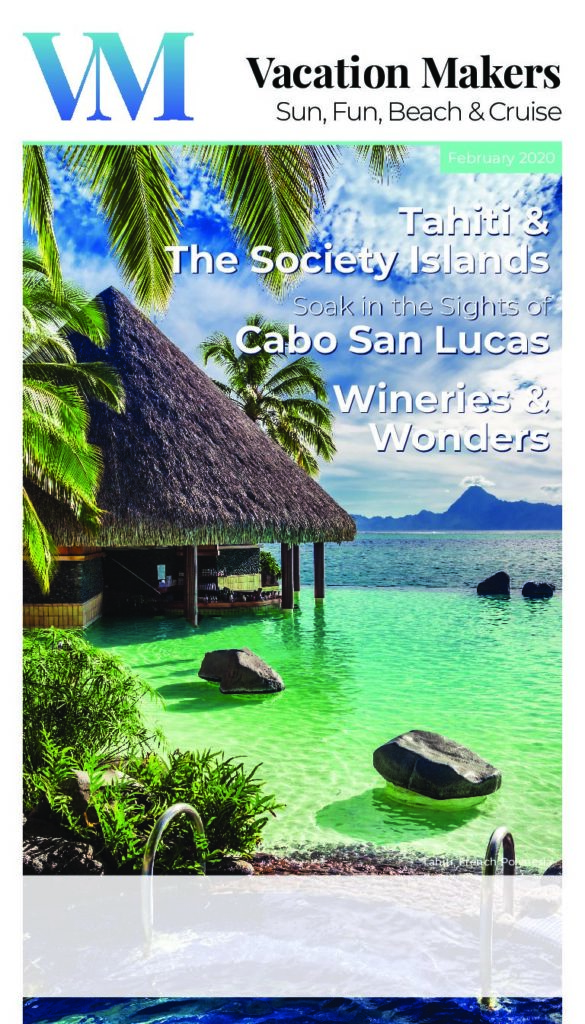 VM
Vacation Makers
Sun, Fun, Beach & Cruise
February 2020
Tahiti &
The Society Islands
Soak in the Sights of
Cabo San Lucas
Wineries &
Wonders
Tahiti, French Polynesia